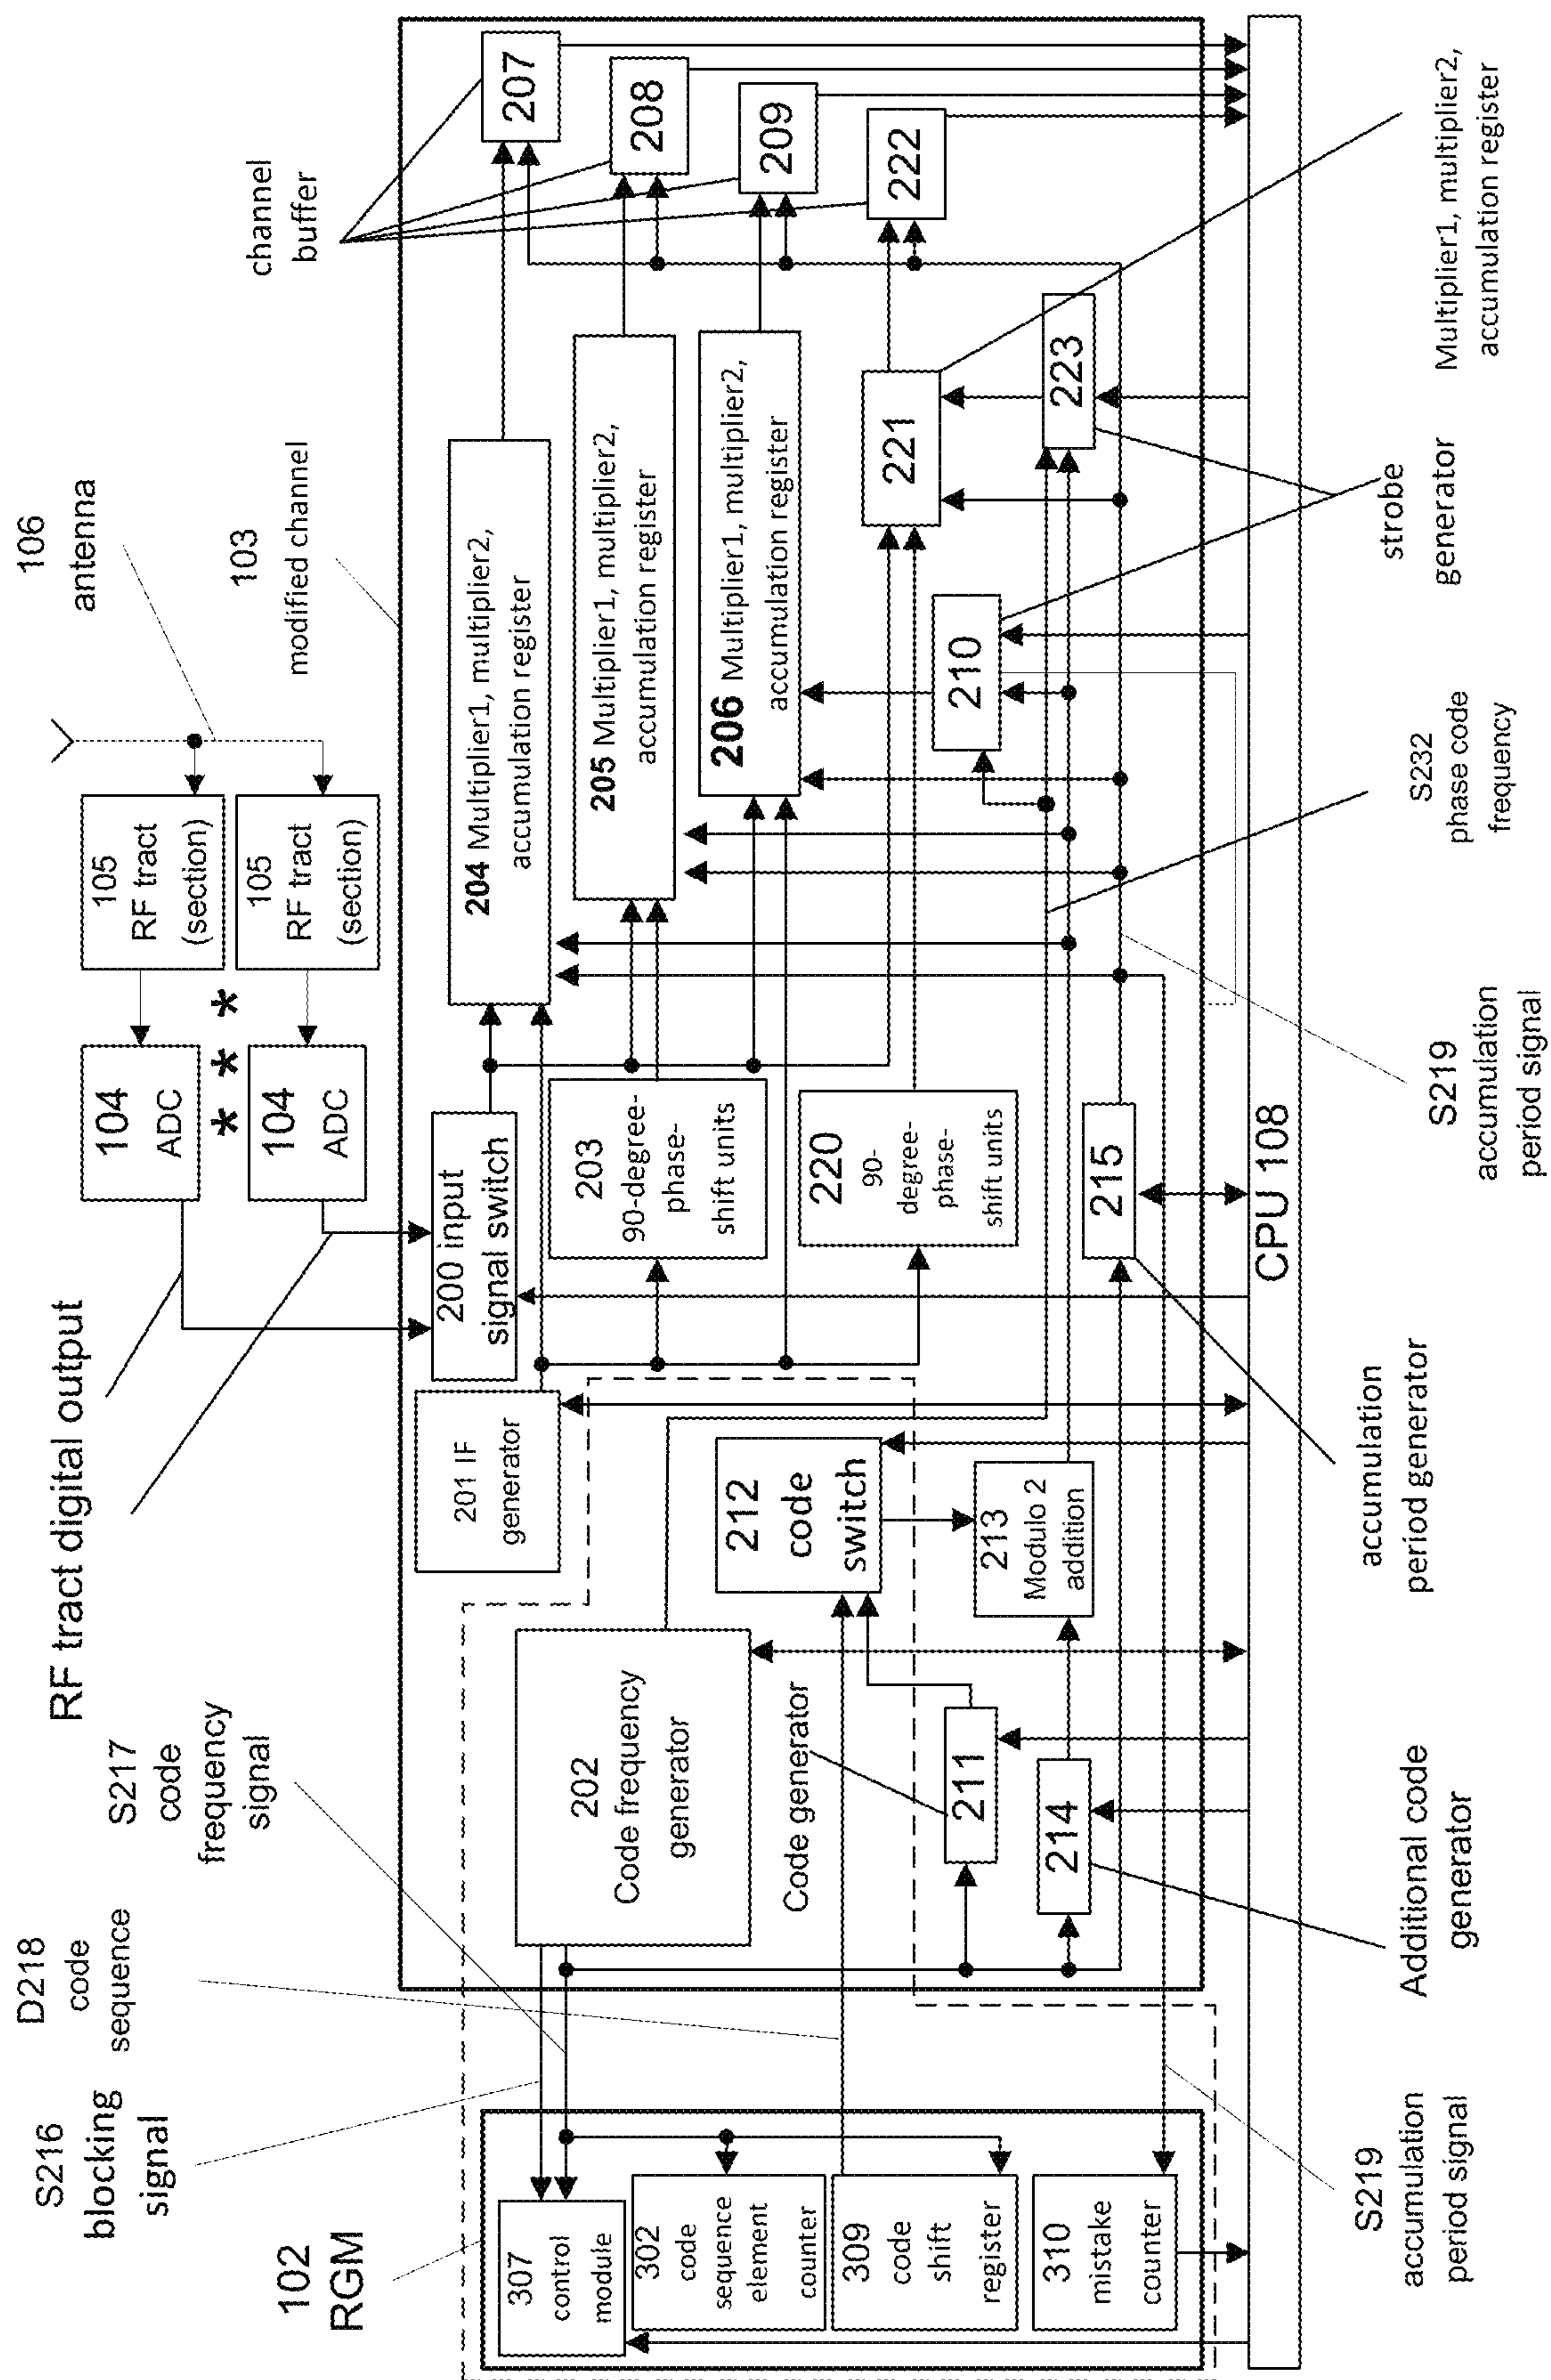 106
antenna
103
modified channel
105
RF tract
(section)
105
RF tract
(section)
104
ADC
104
ADC
* * *
RF tract digital output
S217 code
frequency
signal
D218
code
sequence
S216
blocking
signal
102
RGM
channel
buffer
207
208
209
222
204 Multiplier1, multiplier2,
accumulation register
205 Multiplier1, multiplier2,
accumulation register
206 Multiplier1, multiplier2,
accumulation register
221
223
210
200 input
signal switch
201 IF
generator
203
90-degree-
phase-
shift units
220
90-
degree-
phase-
shift units
215
202
Code frequency
generator
212
code
switch
213
Modulo 2
addition
Code generator
211
214
307
control
module
302
code
sequence
element
counter
309
code
shift
register
310
mistake
counter
CPU 108
S219
accumulation
period signal
Additional code
generator
accumulation
period generator
S219
accumulation
period signal
S232
phase code
frequency
strobe
generator
Multiplier1, multiplier2,
accumulation register